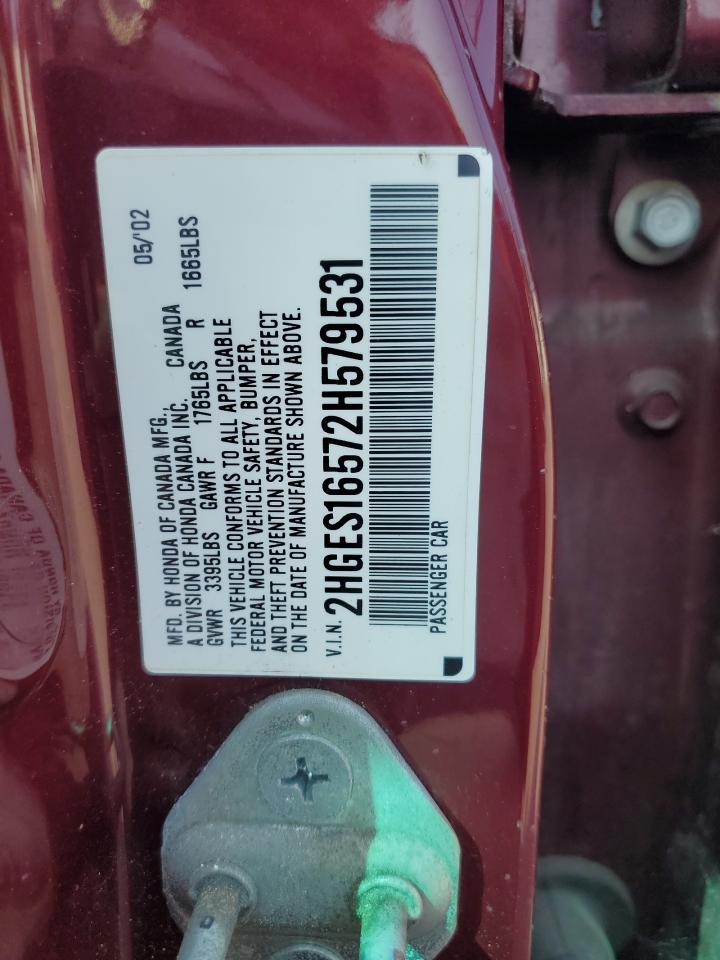 05/'02
MFD. BY HONDA OF CANADA MFG.,
A DIVISION OF HONDA CANADA INC. CANADA
GVWR 3395LBS GAWR F 1765LBS R 1665LBS
THIS VEHICLE CONFORMS TO ALL APPLICABLE
FEDERAL MOTOR VEHICLE SAFETY, BUMPER,
AND THEFT PREVENTION STANDARDS IN EFFECT
ON THE DATE OF MANUFACTURE SHOWN ABOVE.
V.I.N. 2HGES16572H579531
PASSENGER CAR